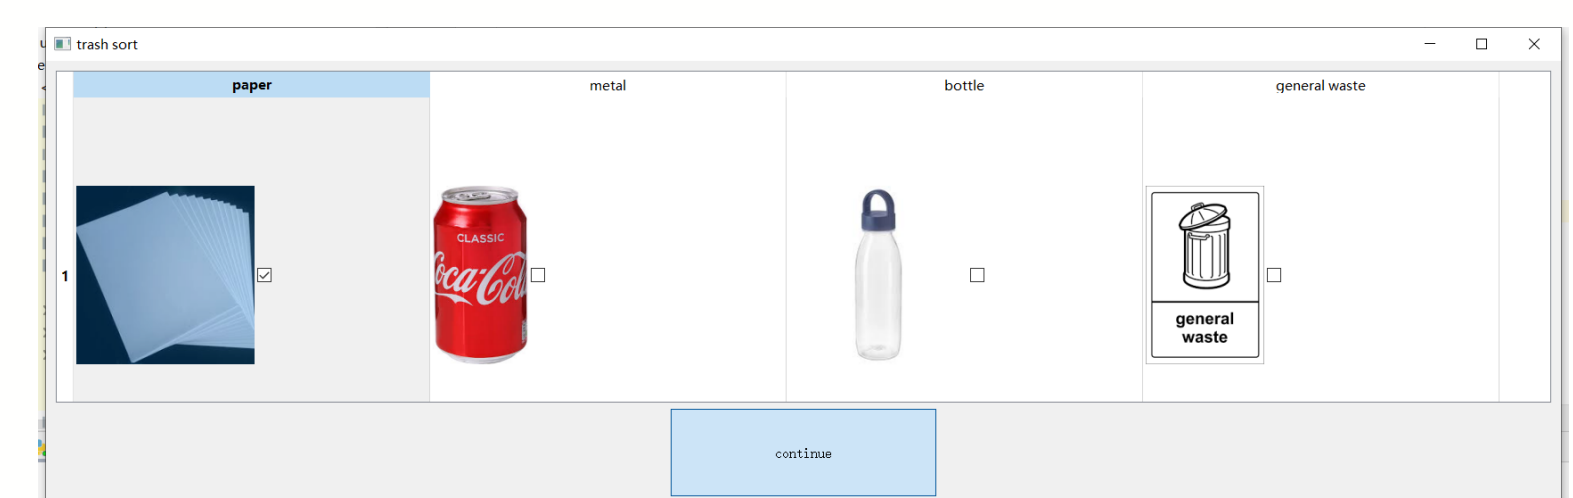 trash sort
paper
metal
bottle
general waste
1
CLASSIC
Coca-Cola
general
waste
continue